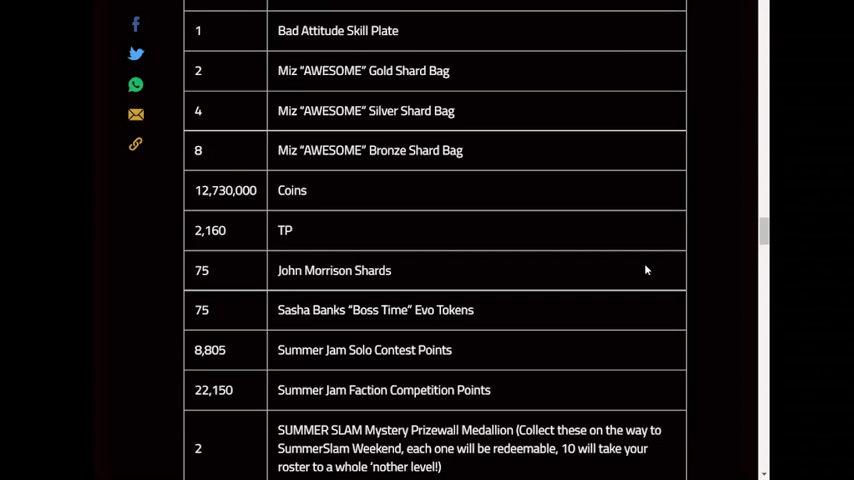 1 Bad Attitude Skill Plate
2 Miz “AWESOME” Gold Shard Bag
4 Miz “AWESOME” Silver Shard Bag
8 Miz “AWESOME” Bronze Shard Bag
12,730,000 Coins
2,160 TP
75 John Morrison Shards
75 Sasha Banks “Boss Time” Evo Tokens
8,805 Summer Jam Solo Contest Points
22,150 Summer Jam Faction Competition Points
SUMMER SLAM Mystery Prizewall Medallion (Collect these on the way to
2 SummerSlam Weekend, each one will be redeemable, 10 will take your
roster to a whole ‘nother level!)